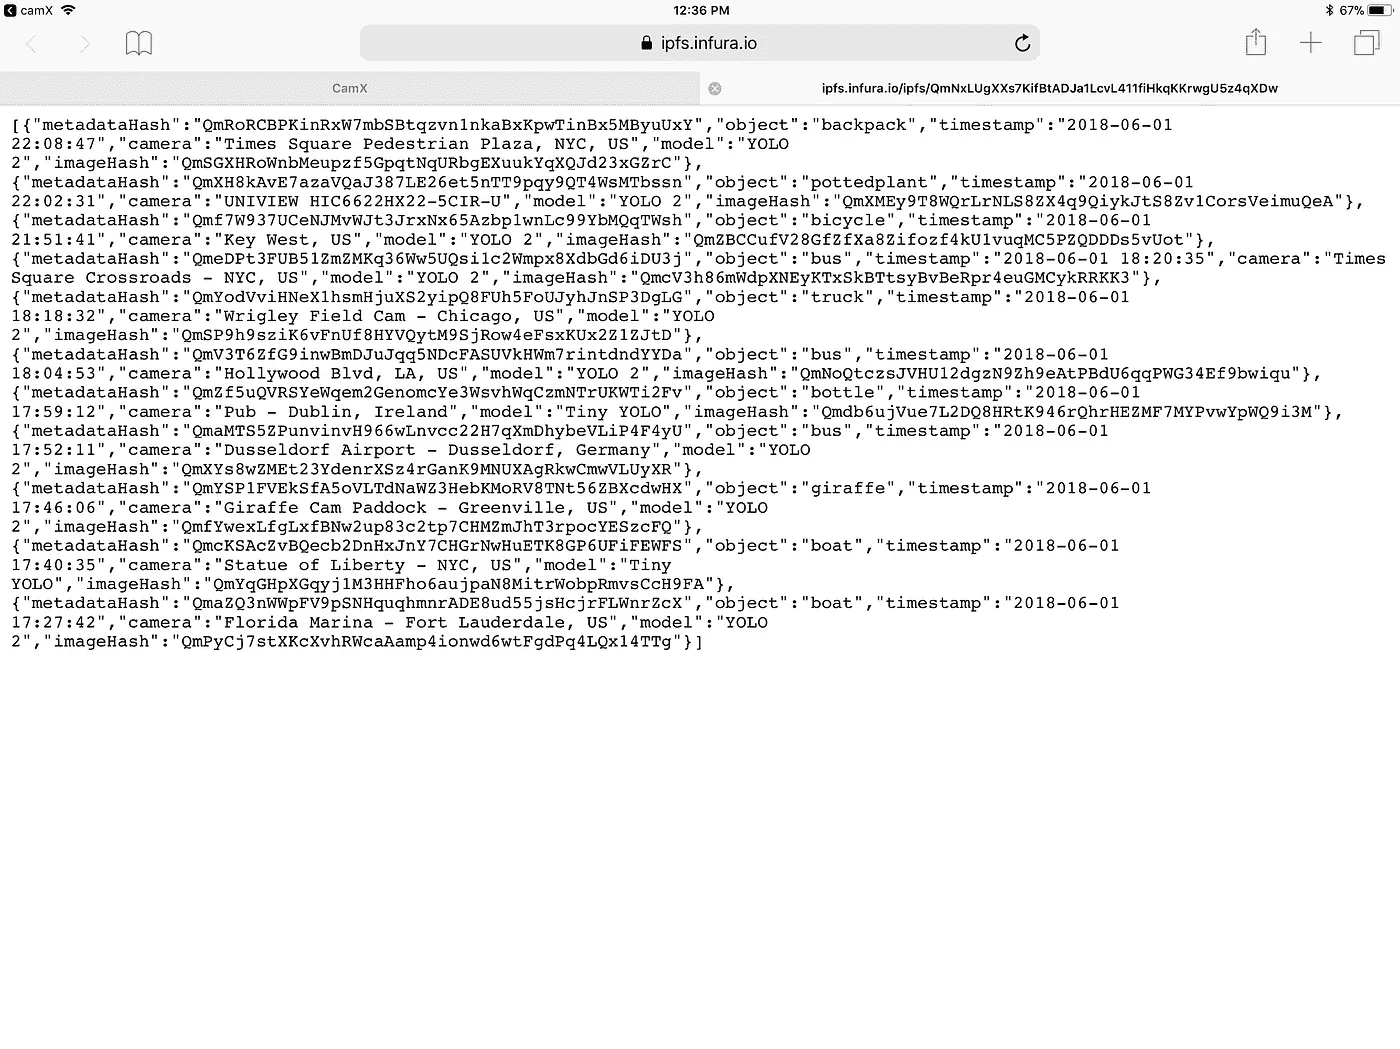 camX
12:36 PM
67%
ipfs.infura.io
CamX
ipfs.infura.io/ipfs/QmNxLUgXXs7KifBtADJa1LcvL411fiHkqKKrwgU5z4qXDw
[{"metadataHash":"QmRoRCBPKinRxW7mbSBtqzvn1nkaBxKpwTinBx5MByuUxY","object":"backpack","timestamp":"2018-06-01
22:08:47","camera":"Times Square Pedestrian Plaza, NYC, US","model":"YOLO
2","imageHash":"QmSGXHRoWnbMeupzf5GpqtNqURbgEXuukYqXQJd23xGZrC"},
{"metadataHash":"QmXH8kAvE7azaVQaJ387LE26et5nTT9pqy9QT4WsMTbssn","object":"pottedplant","timestamp":"2018-06-01
22:02:31","camera":"UNIVIEW HIC6622HX22-5CIR-U","model":"YOLO 2","imageHash":"QmXMEy9T8WQrLrNLS8ZX4q9QiykJtS8Zv1CorsVeimuQeA"},
{"metadataHash":"Qmf7W937UCeNJMvWJt3JrxNx65Azbp1wnLc99YbMQqTWsh","object":"bicycle","timestamp":"2018-06-01
21:51:41","camera":"Key West, US","model":"YOLO 2","imageHash":"QmZBCCufV28GfZfXa8Zifozf4kU1vuqMC5PZQDDDs5vUot"},
{"metadataHash":"QmeDPt3FUB51ZmZMKq36Ww5UQsi1c2Wmpx8XdbGd6iDU3j","object":"bus","timestamp":"2018-06-01 18:20:35","camera":"Times
Square Crossroads - NYC, US","model":"YOLO 2","imageHash":"QmcV3h86mWdpXNEyKTxSkBTtsyBvBeRpr4euGMCykRRKK3"},
{"metadataHash":"QmYodVviHNeX1hsmHjuXS2yipQ8FUh5FoUJyhJnSP3DgLG","object":"truck","timestamp":"2018-06-01
18:18:32","camera":"Wrigley Field Cam - Chicago, US","model":"YOLO
2","imageHash":"QmSP9h9sziK6vFnUf8HYVQytM9SjRow4eFsxKUx2Z1ZJtD"},
{"metadataHash":"QmV3T6ZfG9inwBmDJuJqq5NDcFASUVkHWm7rintdndYYDa","object":"bus","timestamp":"2018-06-01
18:04:53","camera":"Hollywood Blvd, LA, US","model":"YOLO 2","imageHash":"QmNoQtczsJVHU12dgzN9Zh9eAtPBdU6qqPWG34Ef9bwiqu"},
{"metadataHash":"QmZf5uQVRSYeWqem2GenomcYe3WsvhWqCzmNTrUKWTi2Fv","object":"bottle","timestamp":"2018-06-01
17:59:12","camera":"Pub - Dublin, Ireland","model":"Tiny YOLO","imageHash":"Qmdb6ujVue7L2DQ8HRtK946rQhrHEZMF7MYPvwYpWQ9i3M"},
{"metadataHash":"QmaMTS5ZPunvinvH966wLnvcc22H7qXmDhybeVLiP4F4yU","object":"bus","timestamp":"2018-06-01
17:52:11","camera":"Dusseldorf Airport - Dusseldorf, Germany","model":"YOLO
2","imageHash":"QmXYs8wZMEt23YdenrXSz4rGanK9MNUXAgRkwCmwVLUyXR"},
{"metadataHash":"QmYSP1FVEkSfA5oVLTdNaWZ3HebKMoRV8TNt56ZBXcdwHX","object":"giraffe","timestamp":"2018-06-01
17:46:06","camera":"Giraffe Cam Paddock - Greenville, US","model":"YOLO
2","imageHash":"QmfYwexLfgLxfBNw2up83c2tp7CHMZmJhT3rpocYESzcFQ"},
{"metadataHash":"QmcKSAcZvBQecb2DnHxJnY7CHGrNwHuETK8GP6UFiFEWFS","object":"boat","timestamp":"2018-06-01
17:40:35","camera":"Statue of Liberty - NYC, US","model":"Tiny
YOLO","imageHash":"QmYqGHpXGqyj1M3HHFho6aujpaN8MitrWobpRmvsCcH9FA"},
{"metadataHash":"QmaZQ3nWWpFV9pSNHquqhmnrADE8ud55jsHcjrFLWnrZcX","object":"boat","timestamp":"2018-06-01
17:27:42","camera":"Florida Marina - Fort Lauderdale, US","model":"YOLO
2","imageHash":"QmPyCj7stXKcXvhRWcaAamp4ionwd6wtFgdPq4LQx14TTg"}]